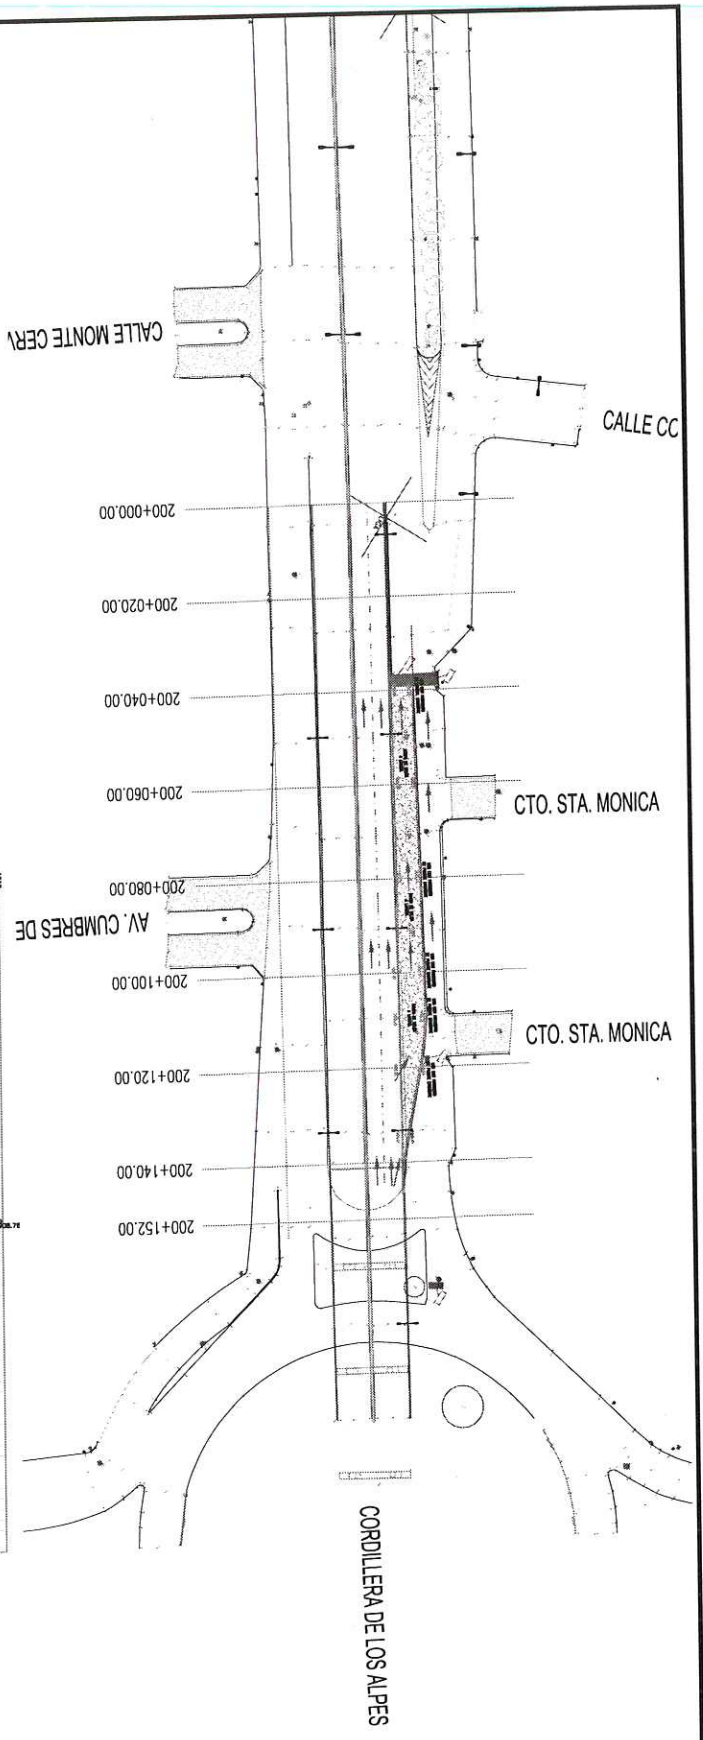 CALLE MONTE CERV
CALLE CC
200+000.00
200+020.00
200+040.00
200+060.00
CTO. STA. MONICA
200+080.00
AV. CUMBRES DE
200+100.00
CTO. STA. MONICA
200+120.00
200+140.00
200+152.00
CORDILLERA DE LOS ALPES